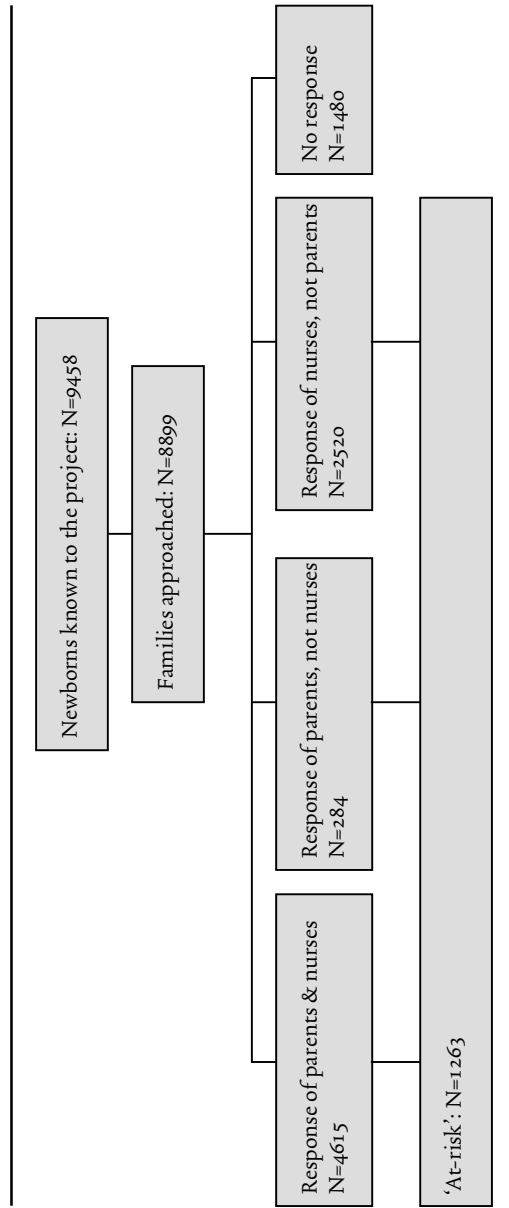 Newborns known to the project: N=9458
Families approached: N=8899
Response of parents & nurses
N=4615
Response of parents, not nurses
N=284
Response of nurses, not parents
N=2520
No response
N=1480
‘At-risk’: N=1263